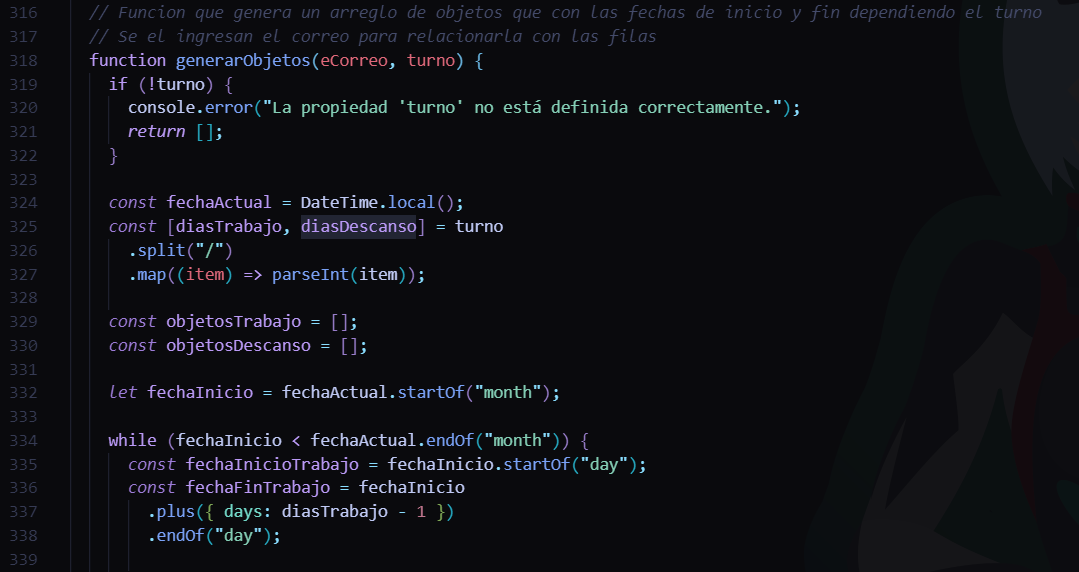 316 // Funcion que genera un arreglo de objetos que con las fechas de inicio y fin dependiendo el turno
317 // Se el ingresan el correo para relacionarla con las filas
318 function generarObjetos(eCorreo, turno) {
319 if (!turno) {
320 console.error("La propiedad 'turno' no está definida correctamente.");
321 return [];
322 }
323
324 const fechaActual = DateTime.local();
325 const [diasTrabajo, diasDescanso] = turno
326 .split("/")
327 .map((item) => parseInt(item));
328
329 const objetosTrabajo = [];
330 const objetosDescanso = [];
331
332 let fechaInicio = fechaActual.startOf("month");
333
334 while (fechaInicio < fechaActual.endOf("month")) {
335 const fechaInicioTrabajo = fechaInicio.startOf("day");
336 const fechaFinTrabajo = fechaInicio
337 .plus({ days: diasTrabajo - 1 })
338 .endOf("day");
339